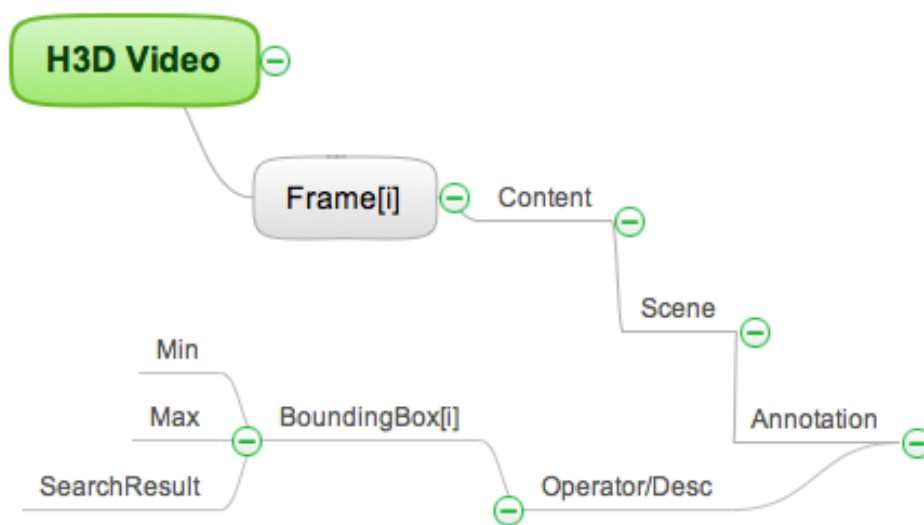 H3D Video
Frame[i]
Content
Scene
Min
Max
BoundingBox[i]
Annotation
SearchResult
Operator/Desc